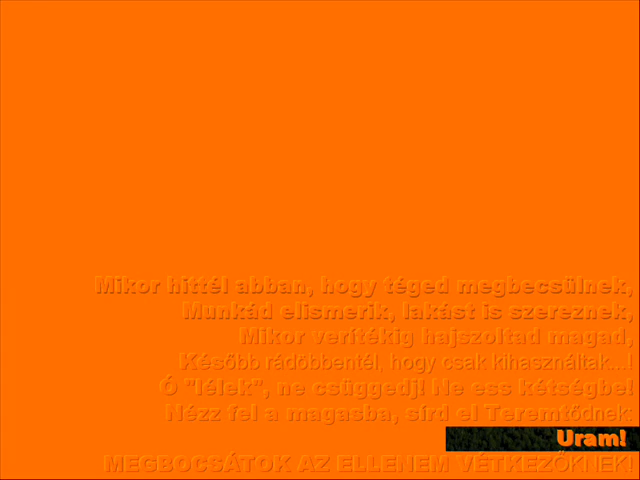 Mikor hittél abban, hogy téged megbecsülnek,
Munkád elismerik, lakást is szereznek,
Mikor verítékig hajszoltad magad,
Később rádöbbentél, hogy csak kihasználtak...!
Ó "lélek", ne csüggedj! Ne ess kétségbe!
Nézz fel a magasba, sírd el Teremtődnek:
Uram!
MEGBOCSÁTOK AZ ELLENEM VÉTKEZŐKNEK!